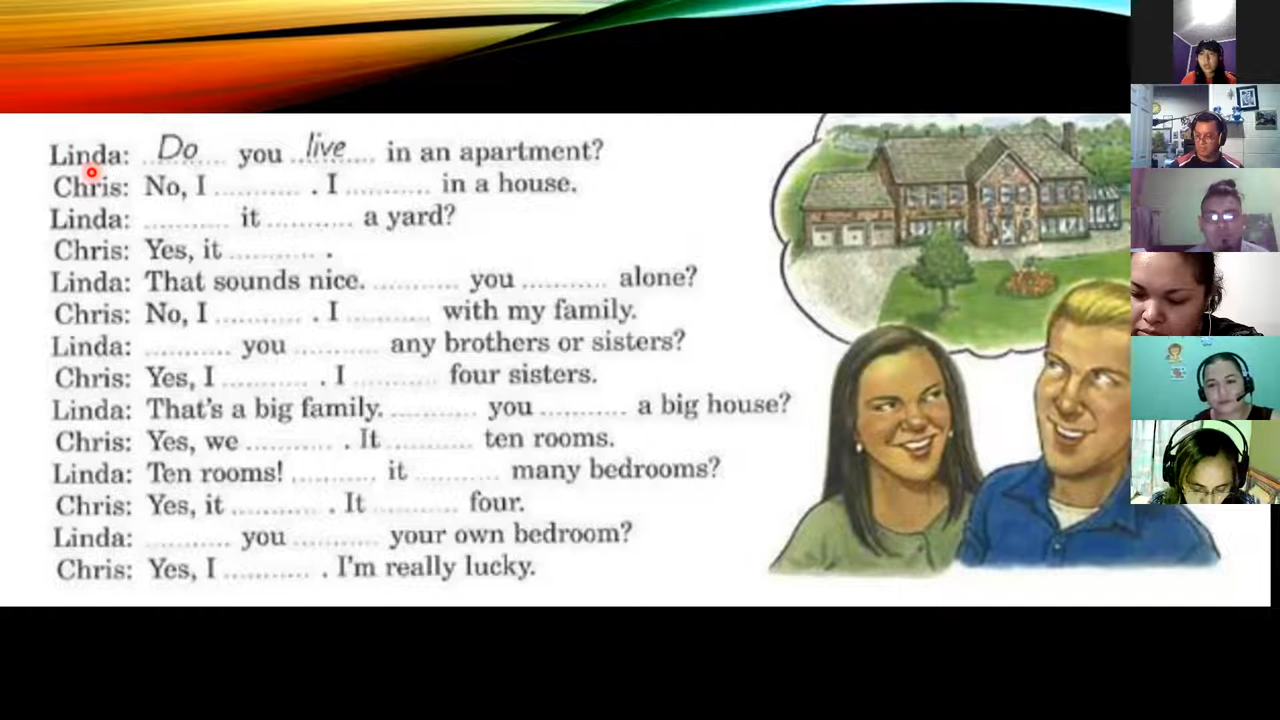 Linda: Do you live in an apartment?
Chris: No, I ............ . I ............ in a house.
Linda: ............ it ............ a yard?
Chris: Yes, it ............ .
Linda: That sounds nice. ............ you ............ alone?
Chris: No, I ............ . I ............ with my family.
Linda: ............ you ............ any brothers or sisters?
Chris: Yes, I ............ . I ............ four sisters.
Linda: That's a big family. ............ you ............ a big house?
Chris: Yes, we ............ . It ............ ten rooms.
Linda: Ten rooms! ............ it ............ many bedrooms?
Chris: Yes, it ............ . It ............ four.
Linda: ............ you ............ your own bedroom?
Chris: Yes, I ............ . I'm really lucky.